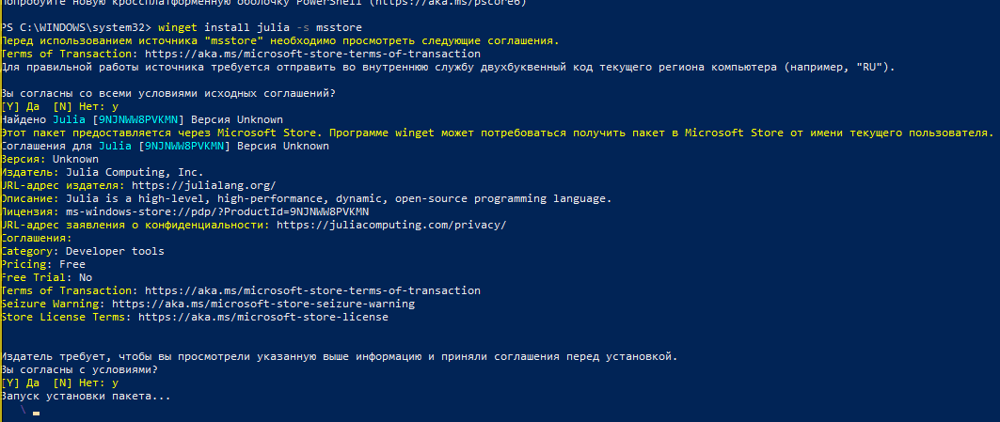 попробуйте новую кроссплатформенную оболочку PowerShell (https://aka.ms/pscore6)
PS C:\WINDOWS\system32> winget install julia -s msstore
Перед использованием источника "msstore" необходимо просмотреть следующие соглашения.
Terms of Transaction: https://aka.ms/microsoft-store-terms-of-transaction
Для правильной работы источника требуется отправить во внутреннюю службу двухбуквенный код текущего региона компьютера (например, "RU").
Вы согласны со всеми условиями исходных соглашений?
[Y] Да [N] Нет: y
Найдено Julia [9NJNWW8PVKMN] Версия Unknown
Этот пакет предоставляется через Microsoft Store. Программе winget может потребоваться получить пакет в Microsoft Store от имени текущего пользователя.
Соглашения для Julia [9NJNWW8PVKMN] Версия Unknown
Версия: Unknown
Издатель: Julia Computing, Inc.
URL-адрес издателя: https://julialang.org/
Описание: Julia is a high-level, high-performance, dynamic, open-source programming language.
Лицензия: ms-windows-store://pdp/?ProductId=9NJNWW8PVKMN
URL-адрес заявления о конфиденциальности: https://juliacomputing.com/privacy/
Соглашения:
Category: Developer tools
Pricing: Free
Free Trial: No
Terms of Transaction: https://aka.ms/microsoft-store-terms-of-transaction
Seizure Warning: https://aka.ms/microsoft-store-seizure-warning
Store License Terms: https://aka.ms/microsoft-store-license
Издатель требует, чтобы вы просмотрели указанную выше информацию и приняли соглашения перед установкой.
Вы согласны с условиями?
[Y] Да [N] Нет: y
Запуск установки пакета...
\